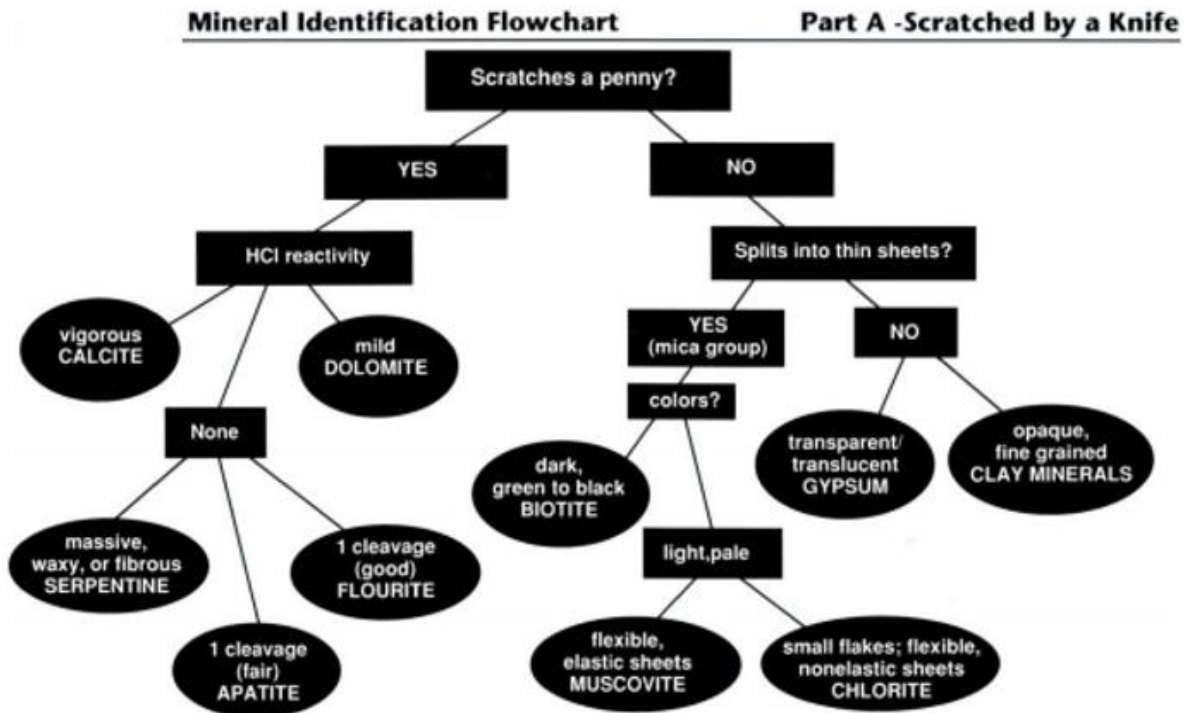 Mineral Identification Flowchart
Part A -Scratched by a Knife
Scratches a penny?
YES
NO
HCI reactivity
Splits into thin sheets?
vigorous
CALCITE
mild
DOLOMITE
YES
(mica group)
NO
colors?
None
transparent/
translucent
GYPSUM
opaque,
fine grained
CLAY MINERALS
dark,
green to black
BIOTITE
massive,
waxy, or fibrous
SERPENTINE
1 cleavage
(good)
FLOURITE
light,pale
1 cleavage
(fair)
APATITE
flexible,
elastic sheets
MUSCOVITE
small flakes; flexible,
nonelastic sheets
CHLORITE